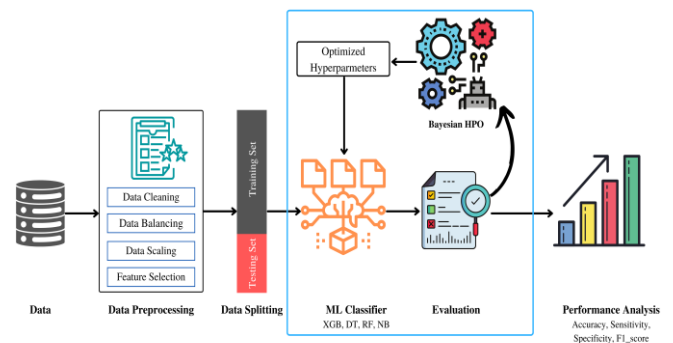 Optimized
Hyperparmeters
Bayesian HPO
Training Set
Testing Set
Data Cleaning
Data Balancing
Data Scaling
Feature Selection
Data
Data Preprocessing
Data Splitting
ML Classifier
XGB, DT, RF, NB
Evaluation
Performance Analysis
Accuracy, Sensitivity,
Specificity, F1_score